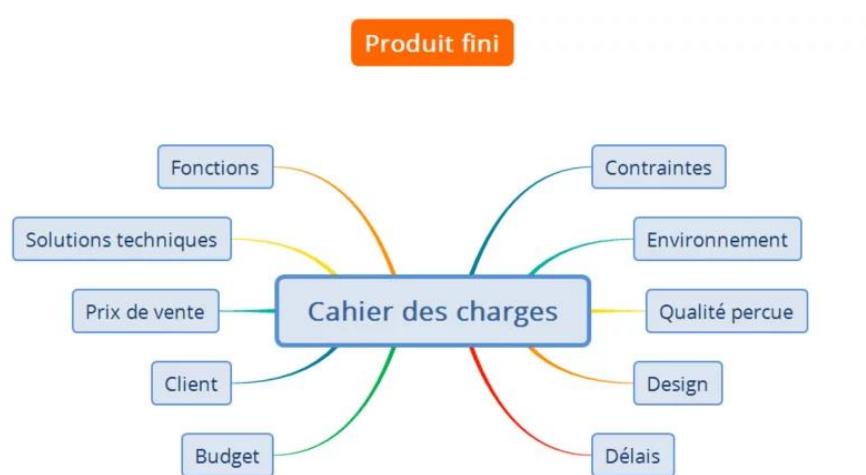 Produit fini
Fonctions
Contraintes
Solutions techniques
Environnement
Cahier des charges
Prix de vente
Qualité percue
Client
Design
Budget
Délais